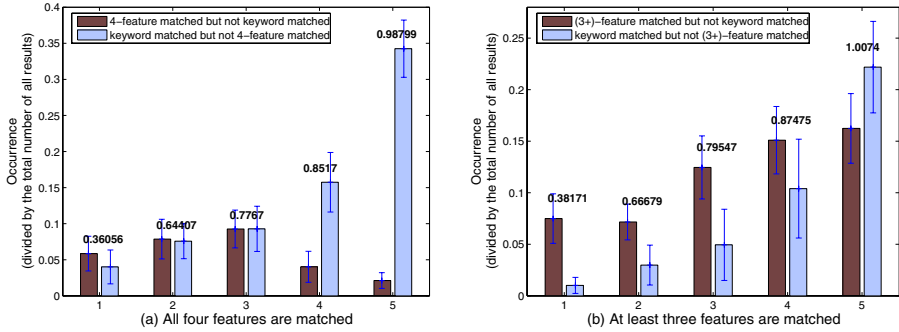 4−feature matched but not keyword matched
keyword matched but not 4−feature matched
0.4
0.35
0.3
0.25
0.2
0.15
0.1
0.05
0
Occurrence
(divided by the total number of all results)
0.36056
0.64407
0.7767
0.8517
0.98799
1 2 3 4 5
(a) All four features are matched
(3+)−feature matched but not keyword matched
keyword matched but not (3+)−feature matched
0.25
0.2
0.15
0.1
0.05
0
Occurrence
(divided by the total number of all results)
0.38171
0.66679
0.79547
0.87475
1.0074
1 2 3 4 5
(b) At least three features are matched